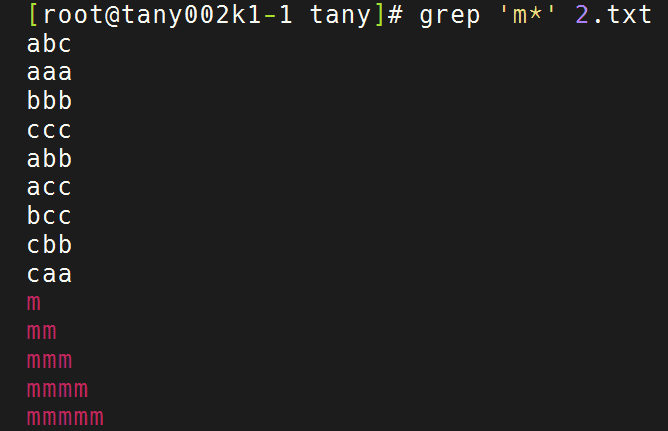 [root@tany002k1-1 tany]# grep 'm*' 2.txt
abc
aaa
bbb
ccc
abb
acc
bcc
cbb
caa
m
mm
mmm
mmmm
mmmmm